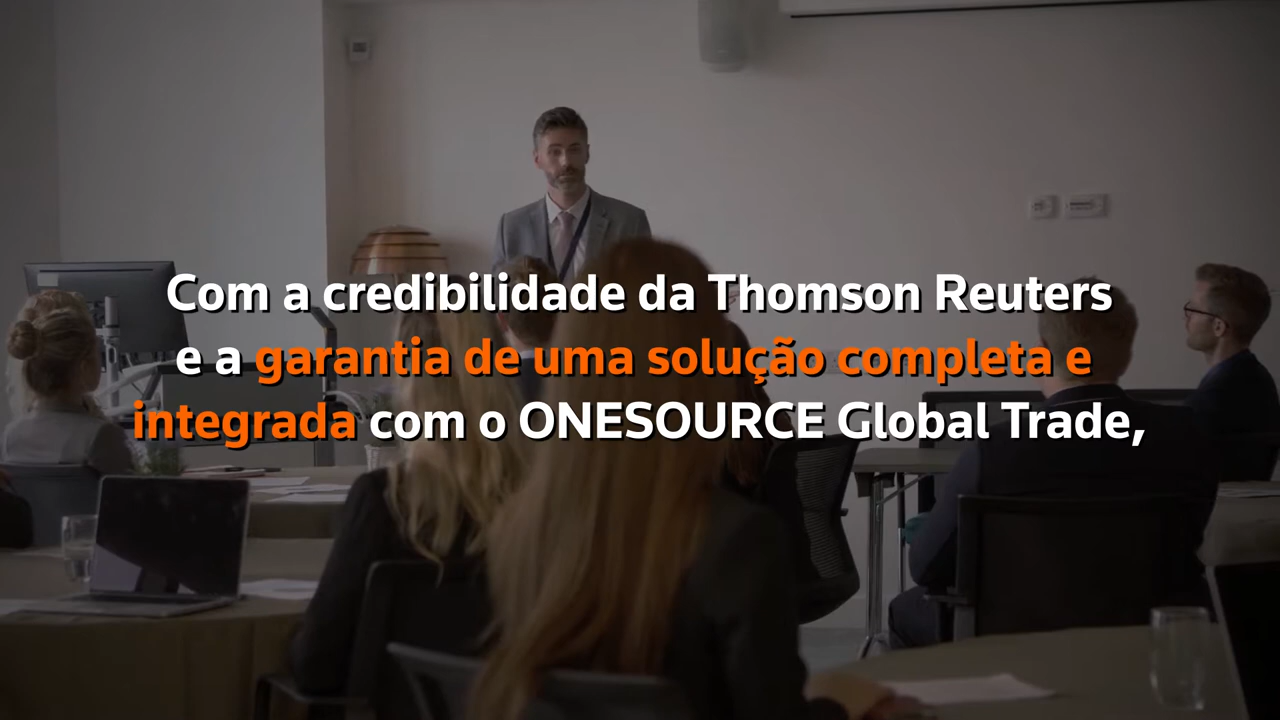 Com a credibilidade da Thomson Reuters
e a garantia de uma solução completa e
integrada com o ONESOURCE Global Trade,